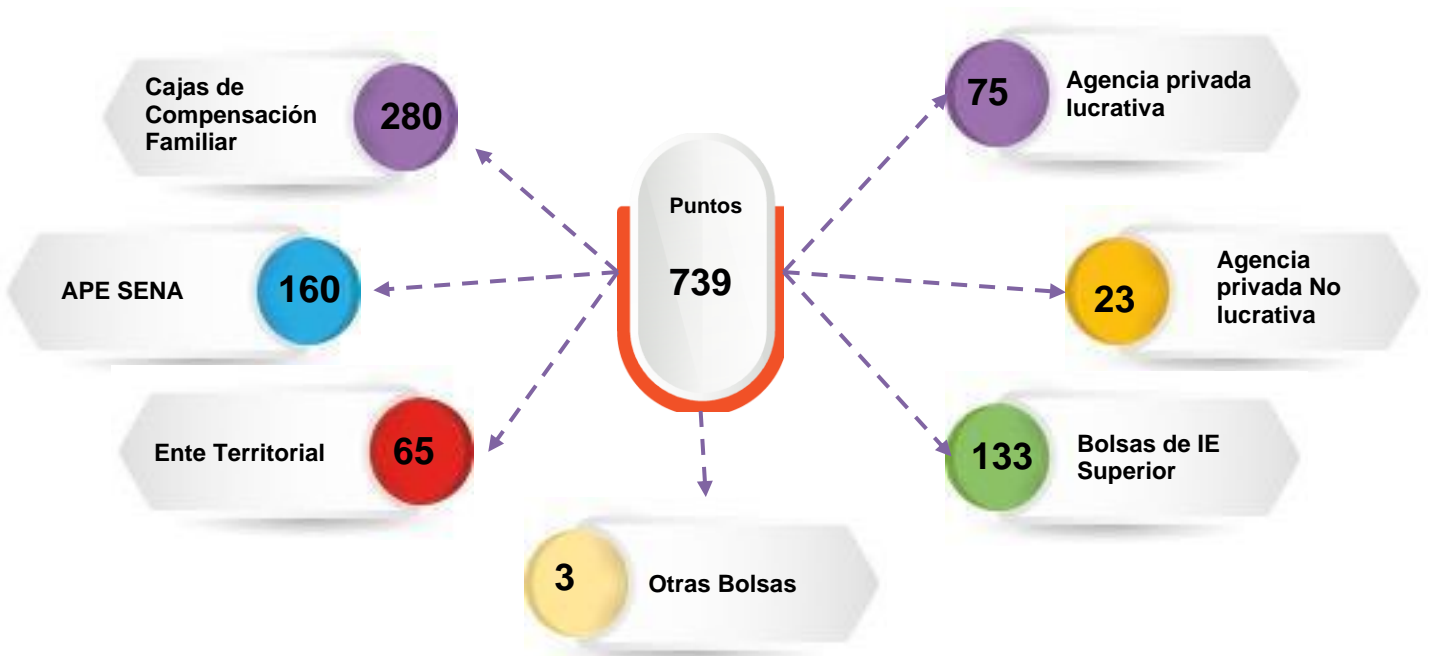 Cajas de
Compensación
Familiar
280
APE SENA
160
Ente Territorial
65
Puntos
739
3
Otras Bolsas
75
Agencia privada
lucrativa
23
Agencia
privada No
lucrativa
133
Bolsas de IE
Superior